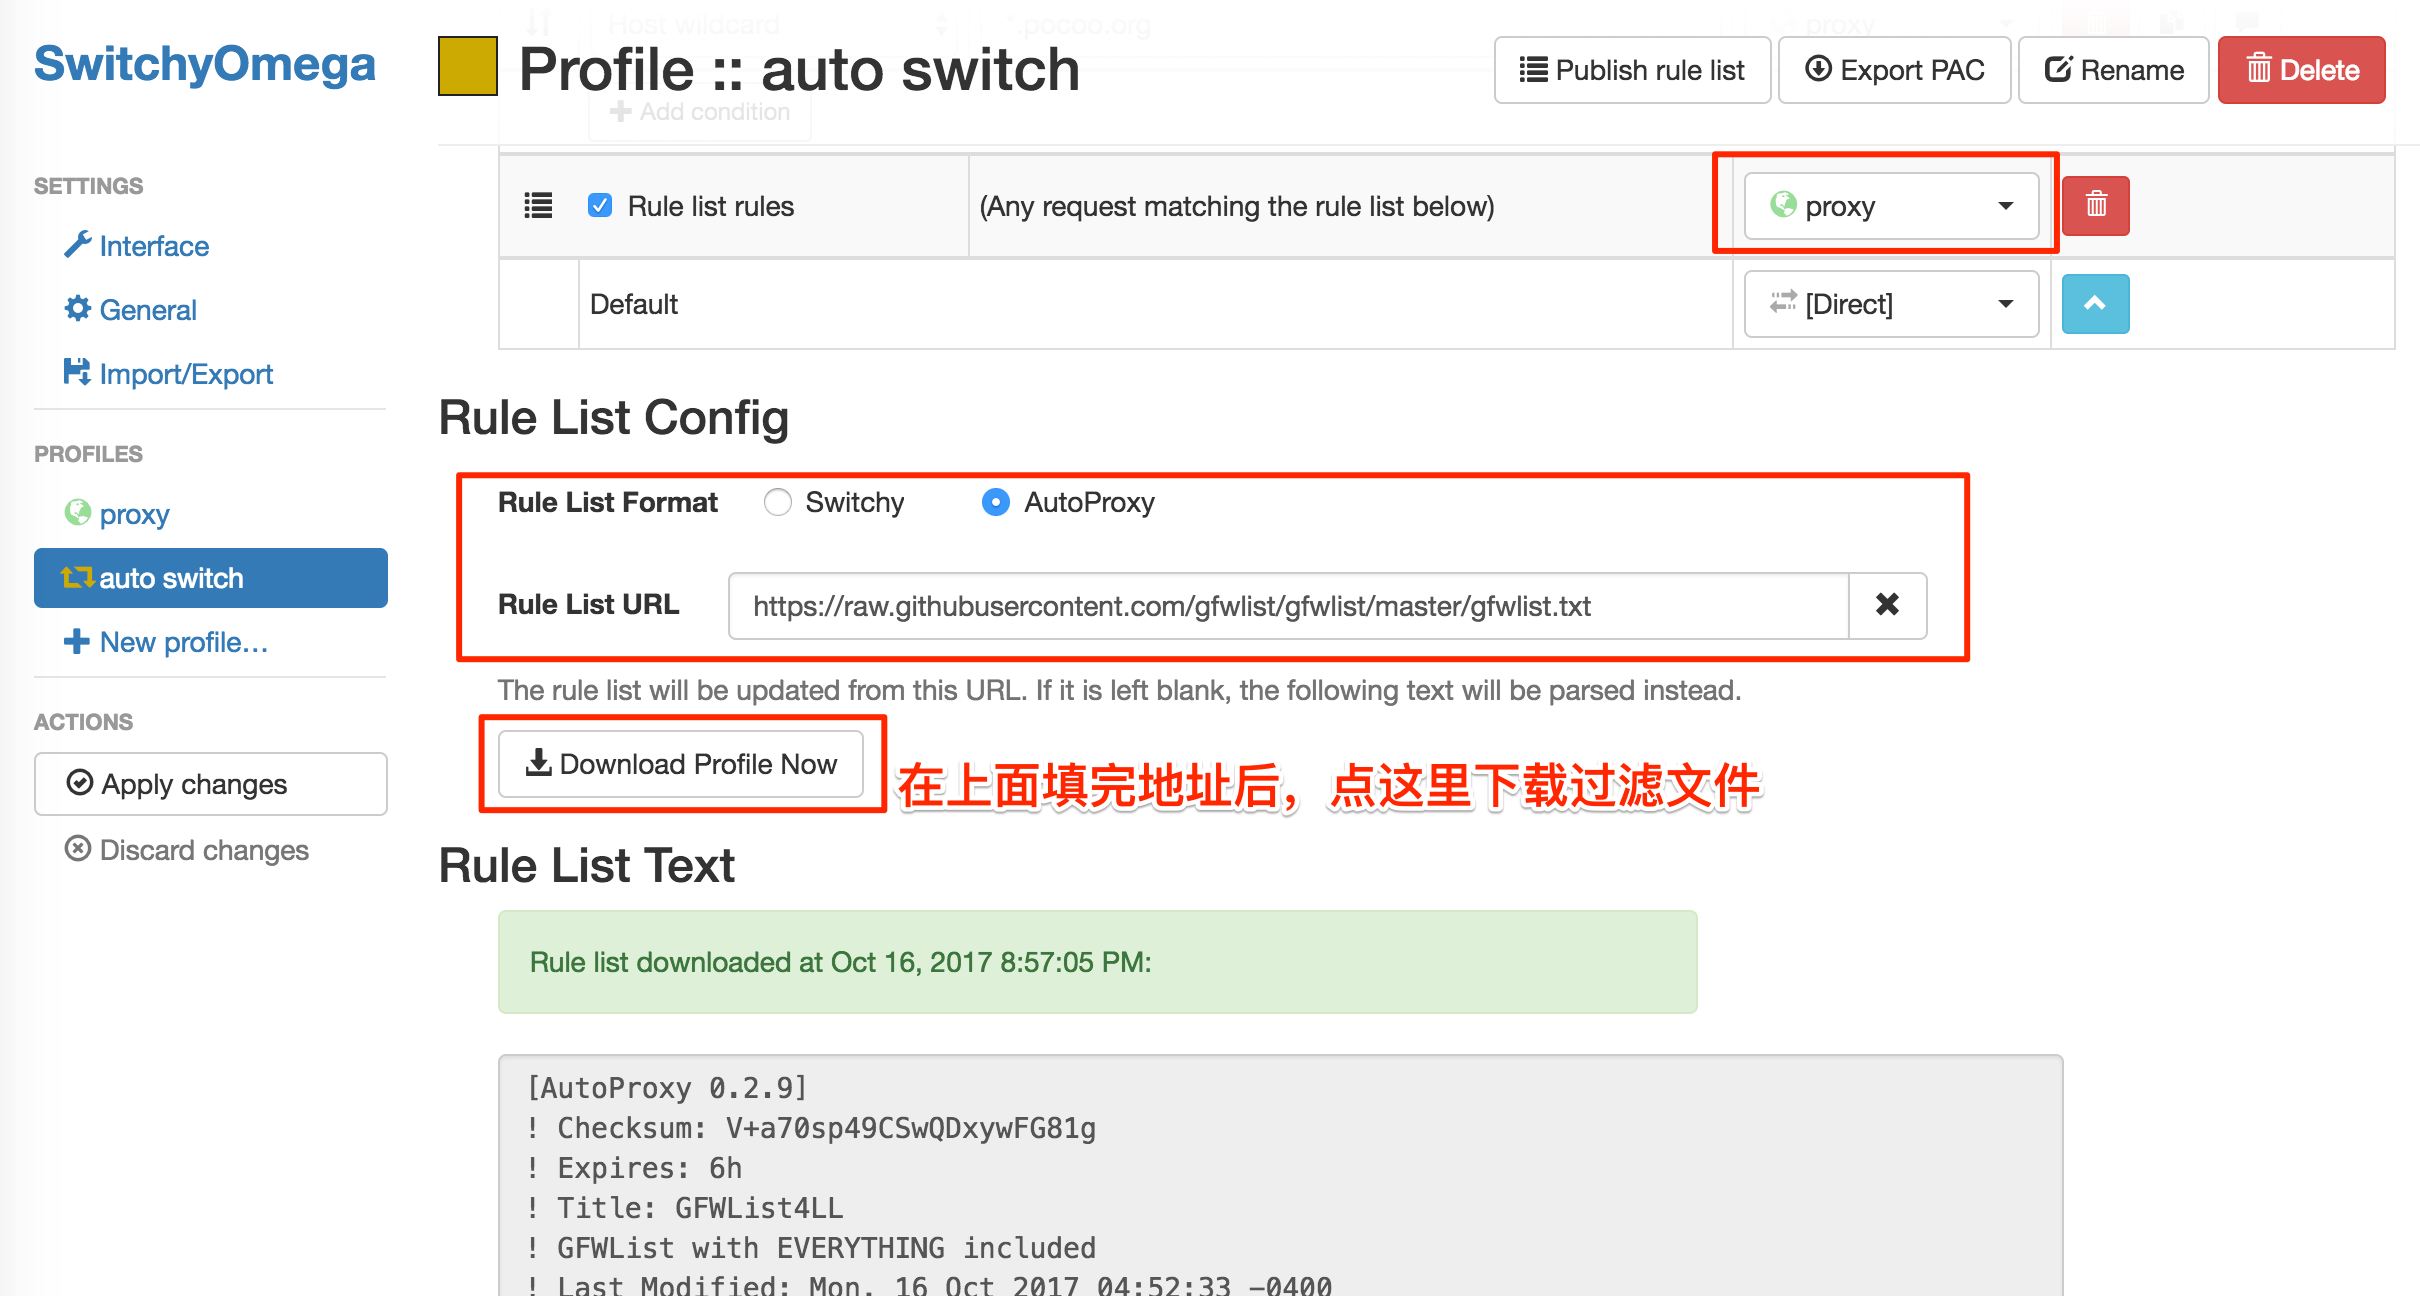 Host wildcard
*.pocoo.org
proxy
SwitchyOmega
Profile :: auto switch
Publish rule list
Export PAC
Rename
Delete
Add condition
SETTINGS
Interface
General
Import/Export
PROFILES
proxy
auto switch
New profile…
ACTIONS
Apply changes
Discard changes
Rule list rules
(Any request matching the rule list below)
proxy
Default
[Direct]
Rule List Config
Rule List Format
Switchy
AutoProxy
Rule List URL
https://raw.githubusercontent.com/gfwlist/gfwlist/master/gfwlist.txt
The rule list will be updated from this URL. If it is left blank, the following text will be parsed instead.
Download Profile Now
在上面填完地址后，点这里下载过滤文件
Rule List Text
Rule list downloaded at Oct 16, 2017 8:57:05 PM:
[AutoProxy 0.2.9]
! Checksum: V+a70sp49CSwQDxywFG81g
! Expires: 6h
! Title: GFWList4LL
! GFWList with EVERYTHING included
! Last Modified: Mon, 16 Oct 2017 04:52:33 -0400